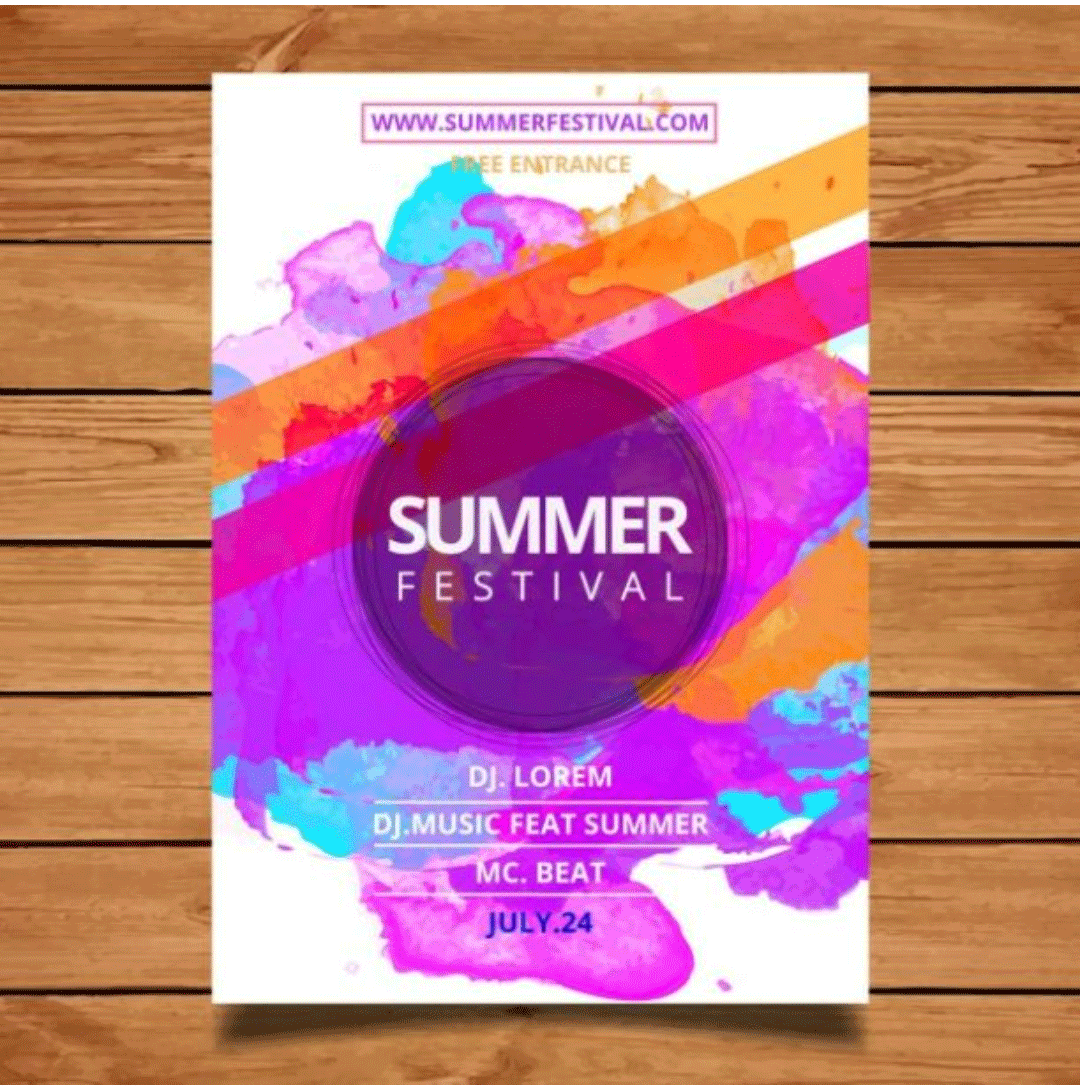 WWW.SUMMERFESTIVAL.COM
FREE ENTRANCE
SUMMER
FESTIVAL
DJ. LOREM
DJ.MUSIC FEAT SUMMER
MC. BEAT
JULY.24